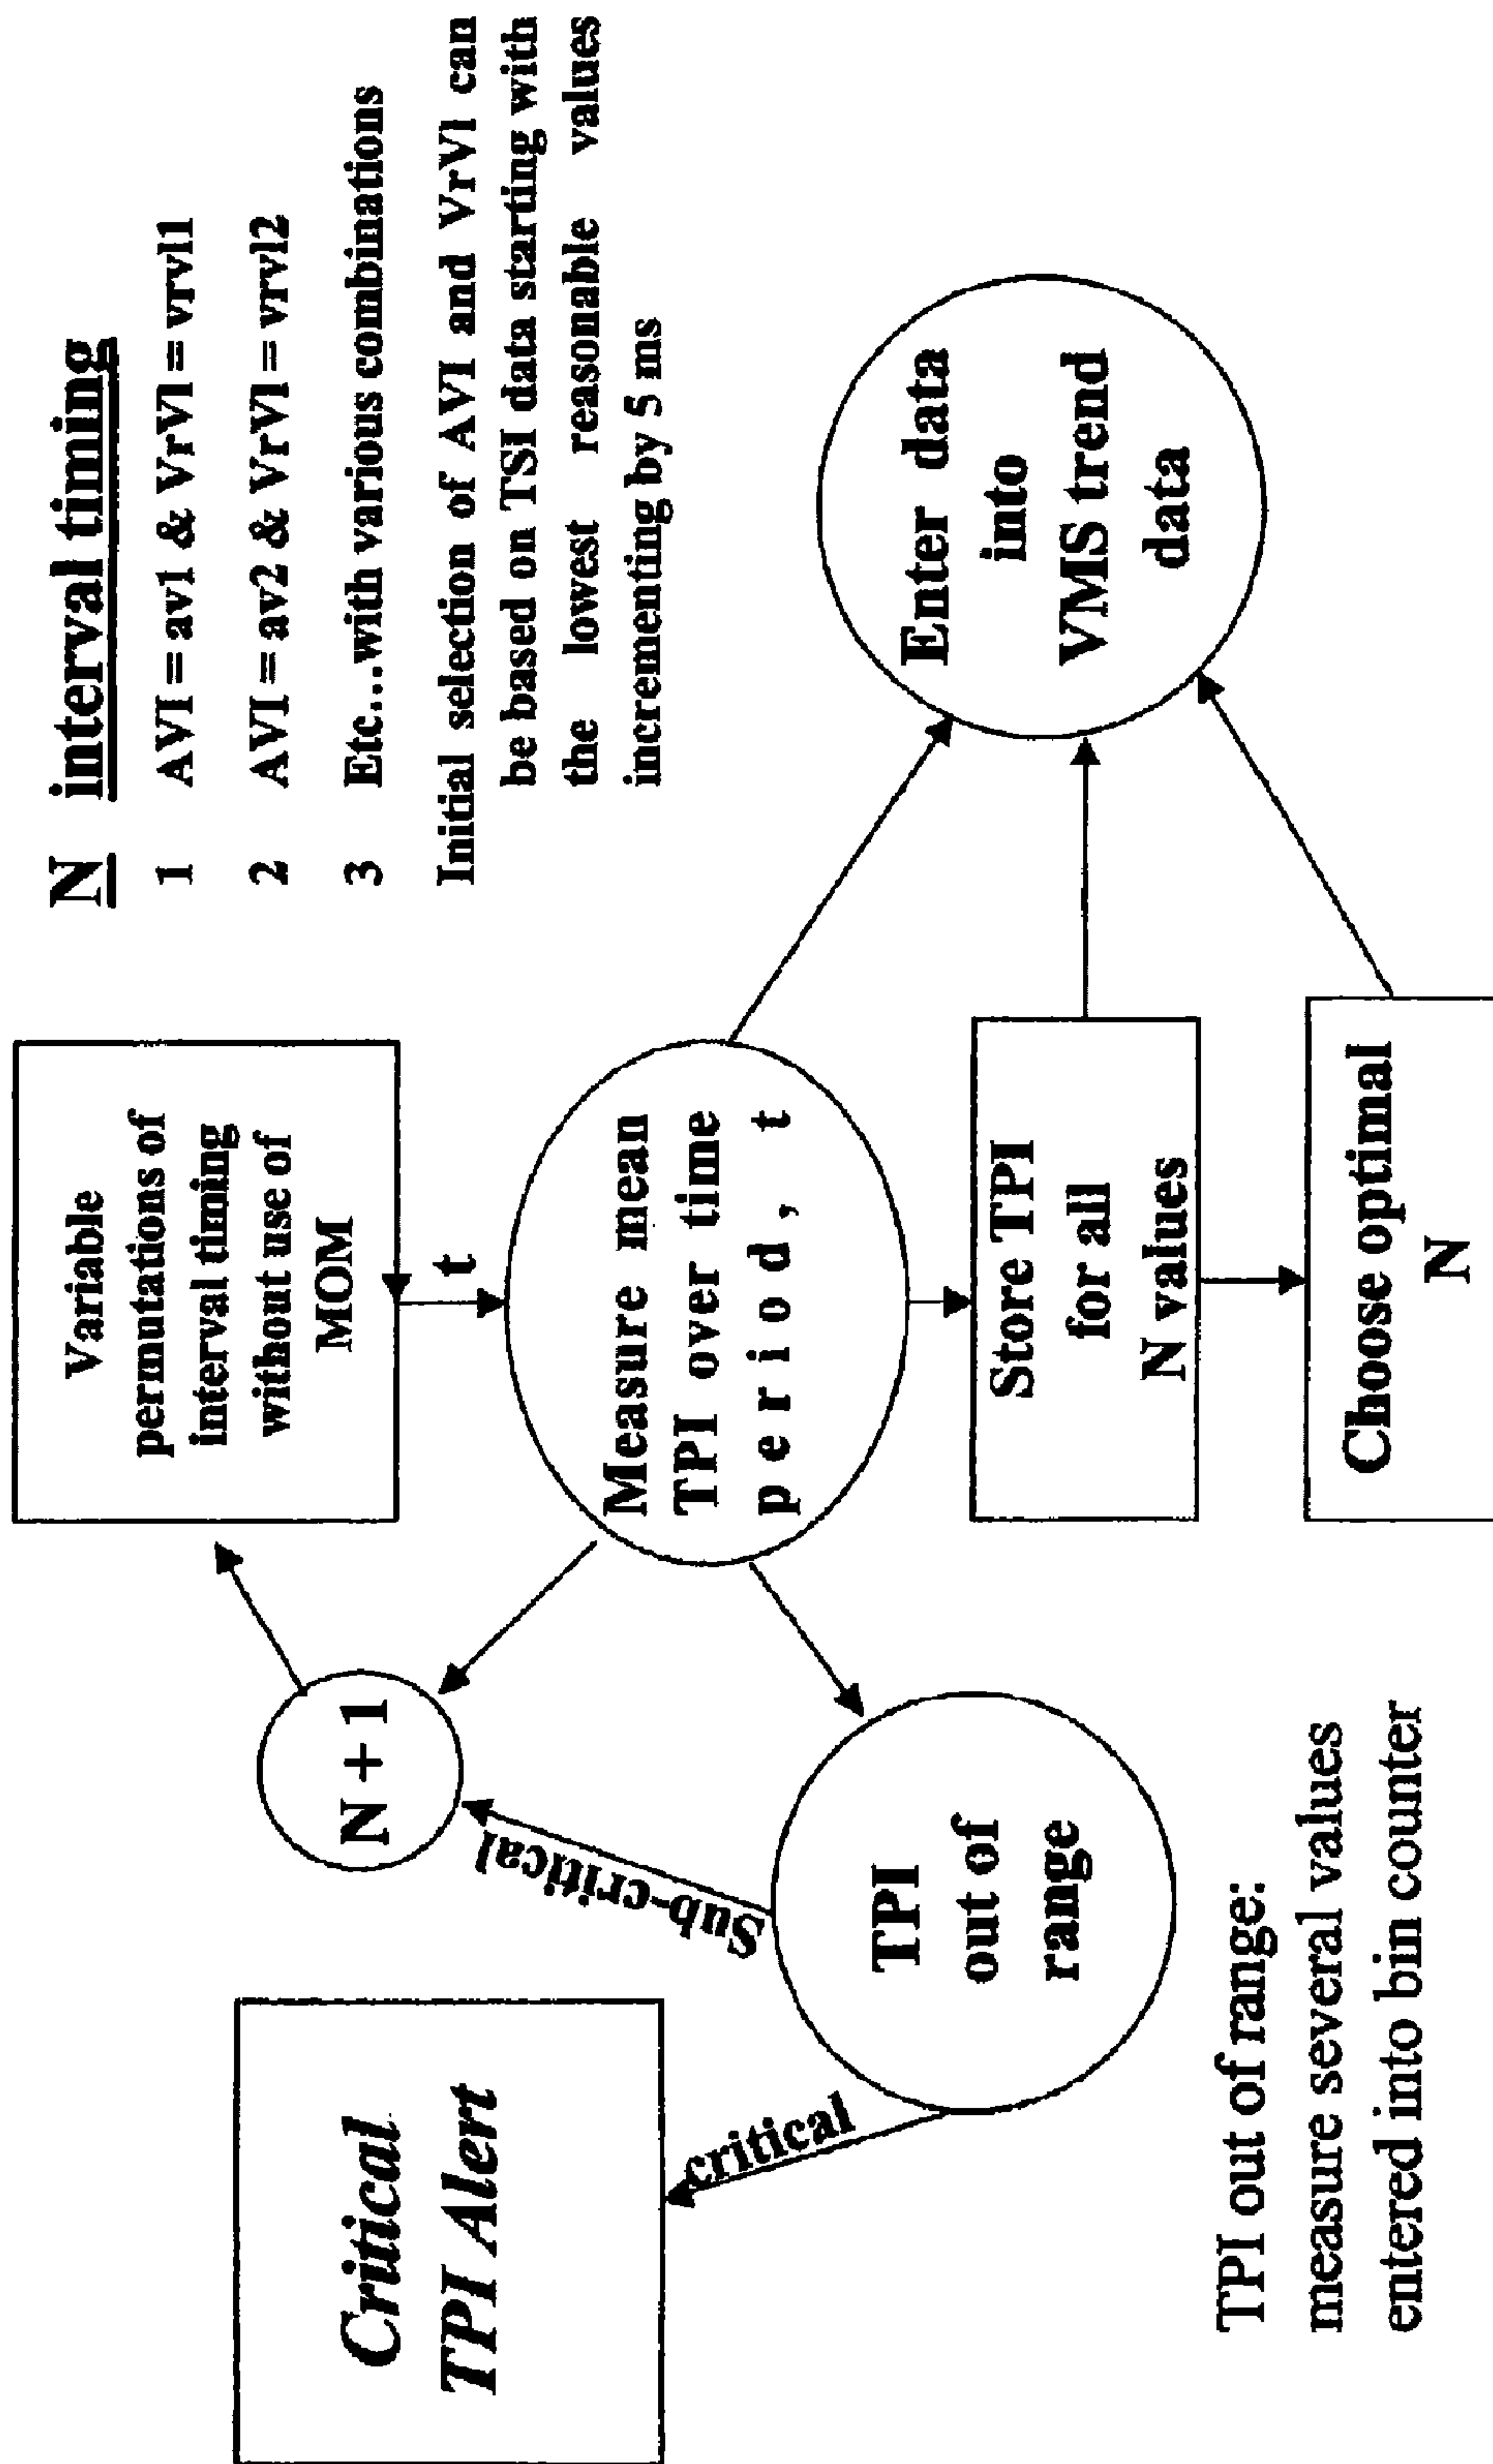 Critical
TPI Alert
critical
Sub-critical
N + 1
TPI
out of
range
TPI out of range:
measure several values
entered into bin counter
Variable
permutations of
interval timing
without use of
MOM
t
Measure mean
TPI over time
period, t
Store TPI
for all
N values
Choose optimal
N
N interval timing
1 AVI = av1 & VrVI = vrvI1
2 AVI = av2 & VrVI = vrvI2
3 Etc...with various combinations
Initial selection of AVI and VrVI can
be based on TSI data starting with
the lowest reasonable values
incrementing by 5 ms
Enter data
into
VMS trend
data